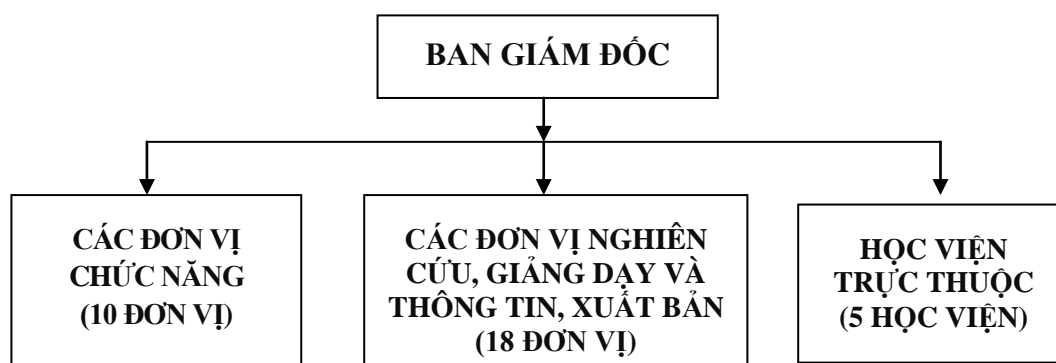 BAN GIÁM ĐỐC
CÁC ĐƠN VỊ
CHỨC NĂNG
(10 ĐƠN VỊ)
CÁC ĐƠN VỊ NGHIÊN
CỨU, GIẢNG DẠY VÀ
THÔNG TIN, XUẤT BẢN
(18 ĐƠN VỊ)
HỌC VIỆN
TRỰC THUỘC
(5 HỌC VIỆN)